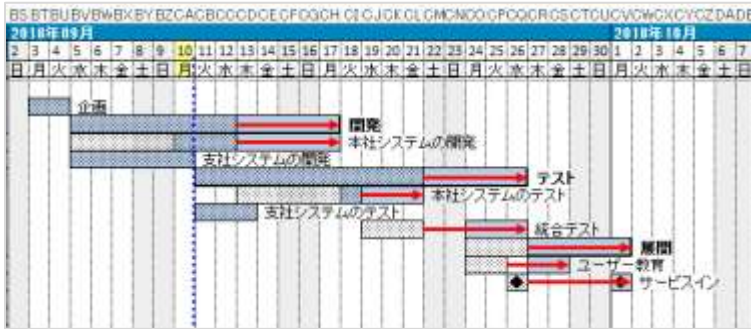 BS BT BU BV BW BX BY BZ CA CB CC CD CE CF CG CH CI CJ CK CL CM CN CO CP CQ CR CS CT CU CV CW CX CY CZ DA DB
2018年09月 2018年10月
2 3 4 5 6 7 8 9 10 11 12 13 14 15 16 17 18 19 20 21 22 23 24 25 26 27 28 29 30 1 2 3 4 5 6 7
日 月 火 水 木 金 土 日 月 火 水 木 金 土 日 月 火 水 木 金 土 日 月 火 水 木 金 土 日 月 火 水 木 金 土 日
企画
開発
本社システムの開発
支社システムの開発
テスト
本社システムのテスト
支社システムのテスト
統合テスト
展開
ユーザー教育
サービスイン